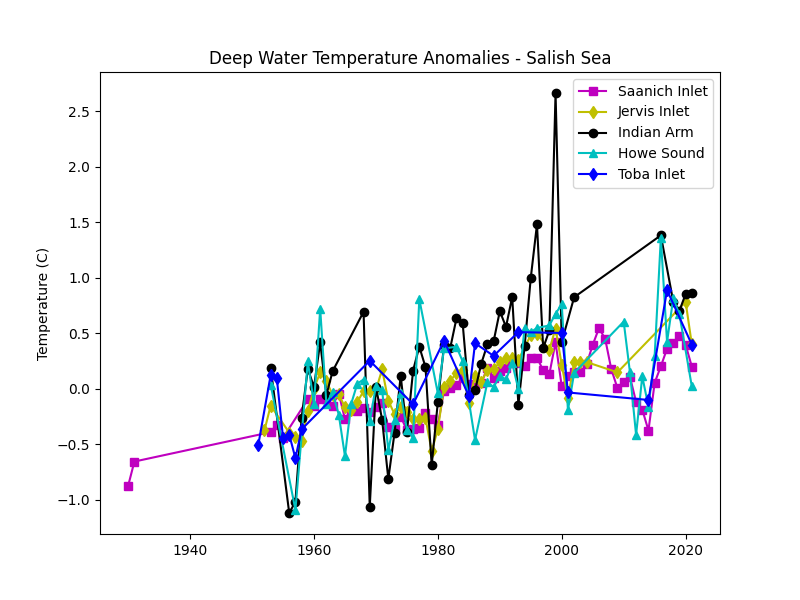 Deep Water Temperature Anomalies - Salish Sea
Saanich Inlet
Jervis Inlet
Indian Arm
Howe Sound
Toba Inlet
Temperature (C)
2.5
2.0
1.5
1.0
0.5
0.0
−0.5
−1.0
1940
1960
1980
2000
2020